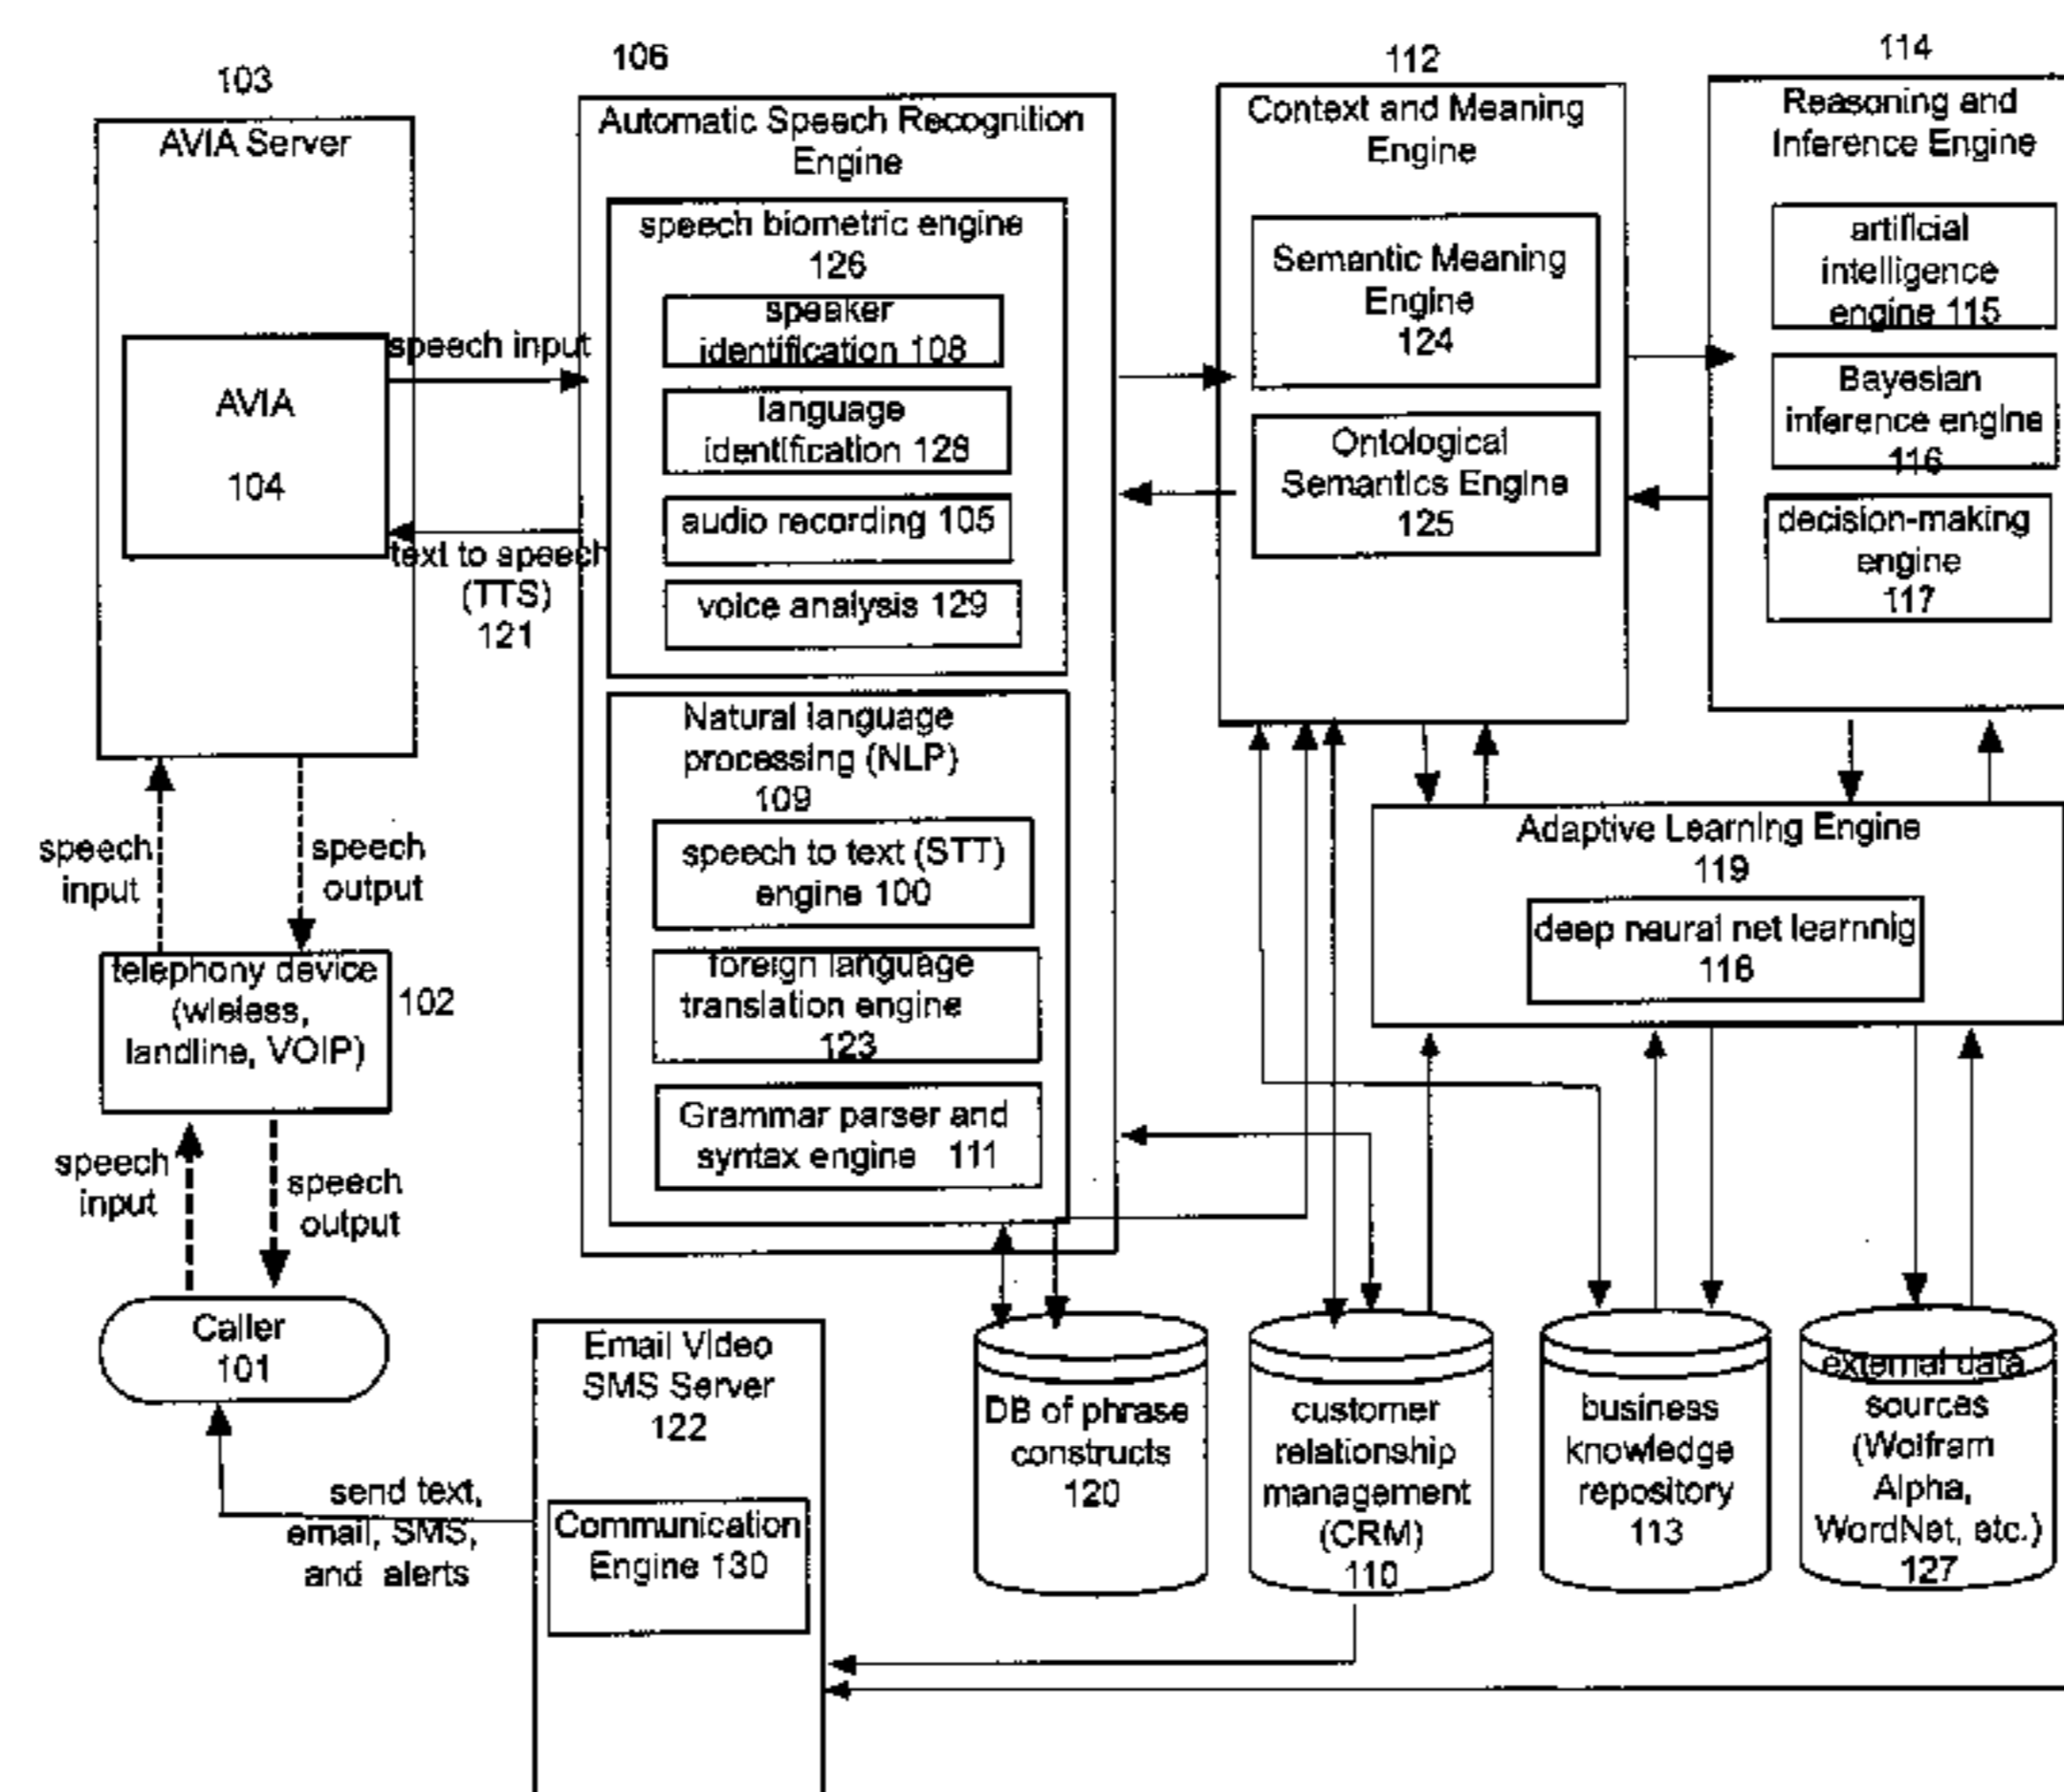 103
AVIA Server
AVIA
104
speech input
text to speech
(TTS)
121
speech
input
speech
output
telephony device
(wieless,
landline, VOIP)
102
speech
input
speech
output
Caller
101
send text,
email, SMS,
and alerts
106
Automatic Speech Recognition
Engine
speech biometric engine
126
speaker
identification 108
language
identification 128
audio recording 105
voice analysis 129
Natural language
processing (NLP)
109
speech to text (STT)
engine 100
foreign language
translation engine
123
Grammar parser and
syntax engine 111
Email Video
SMS Server
122
Communication
Engine 130
112
Context and Meaning
Engine
Semantic Meaning
Engine
124
Ontological
Semantics Engine
125
114
Reasoning and
Inference Engine
artificial
intelligence
engine 115
Bayesian
inference engine
116
decision-making
engine
117
Adaptive Learning Engine
119
deep neural net learnnig
118
DB of phrase
constructs
120
customer
relationship
management
(CRM)
110
business
knowledge
repository
113
external data
sources
(Wolfram
Alpha,
WordNet, etc.)
127